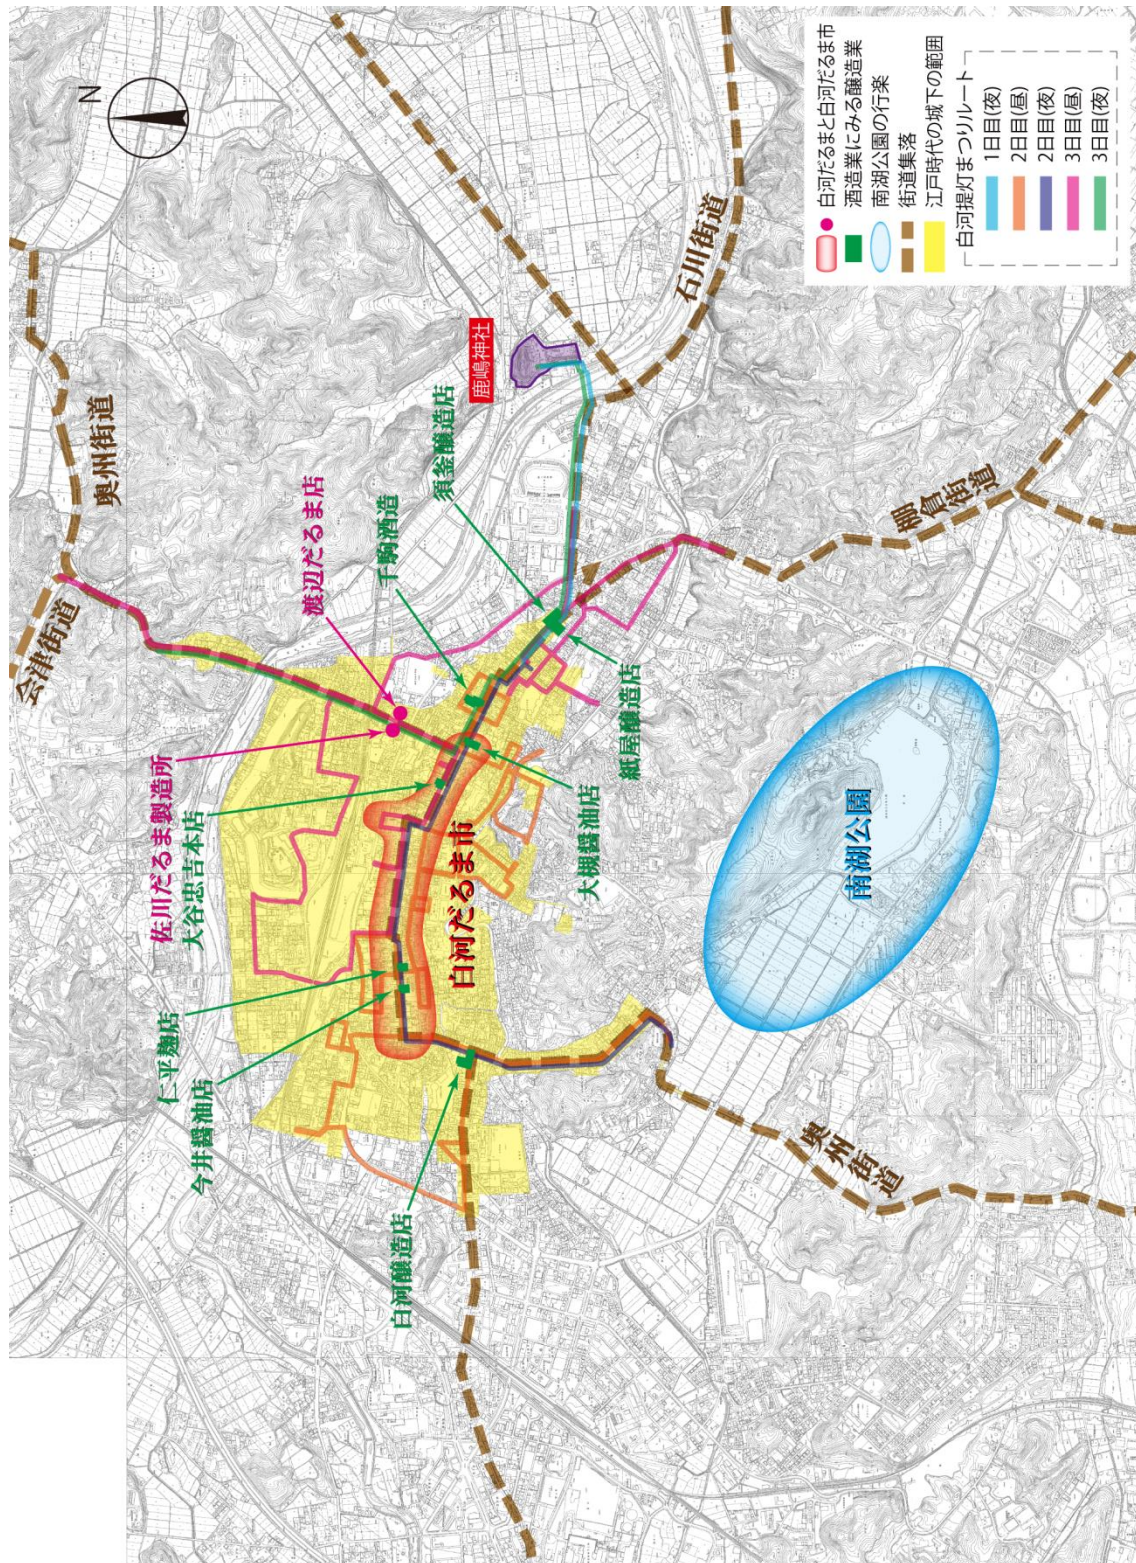 N
会津街道
奥州街道
佐川だるま製造所
渡辺だるま店
大谷忠吉本店
千駒酒造
須釜醸造店
鹿嶋神社
仁平麹店
今井醤油店
白河醸造店
白河だるま市
大槻醤油店
紙屋醸造店
石川街道
棚倉街道
南湖公園
奥州街道
白河だるまと白河だるま市
酒造業にみる醸造業
南湖公園の行楽
街道集落
江戸時代の城下の範囲
白河提灯まつりルート
1日目(夜)
2日目(昼)
2日目(夜)
3日目(昼)
3日目(夜)